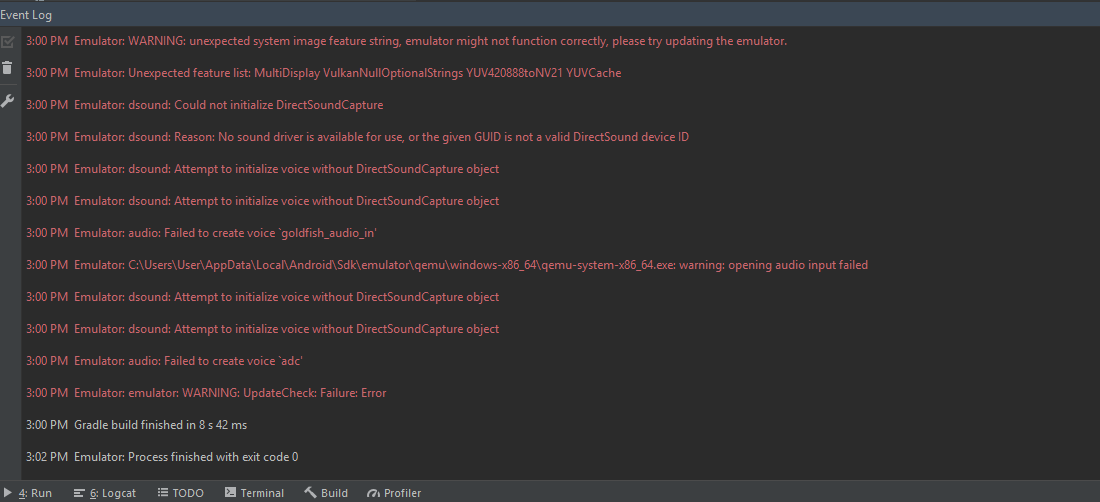 Event Log
3:00 PM Emulator: WARNING: unexpected system image feature string, emulator might not function correctly, please try updating the emulator.
3:00 PM Emulator: Unexpected feature list: MultiDisplay VulkanNullOptionalStrings YUV420888toNV21 YUVCache
3:00 PM Emulator: dsound: Could not initialize DirectSoundCapture
3:00 PM Emulator: dsound: Reason: No sound driver is available for use, or the given GUID is not a valid DirectSound device ID
3:00 PM Emulator: dsound: Attempt to initialize voice without DirectSoundCapture object
3:00 PM Emulator: dsound: Attempt to initialize voice without DirectSoundCapture object
3:00 PM Emulator: audio: Failed to create voice `goldfish_audio_in'
3:00 PM Emulator: C:\Users\User\AppData\Local\Android\Sdk\emulator\qemu\windows-x86_64\qemu-system-x86_64.exe: warning: opening audio input failed
3:00 PM Emulator: dsound: Attempt to initialize voice without DirectSoundCapture object
3:00 PM Emulator: dsound: Attempt to initialize voice without DirectSoundCapture object
3:00 PM Emulator: audio: Failed to create voice `adc'
3:00 PM Emulator: emulator: WARNING: UpdateCheck: Failure: Error
3:00 PM Gradle build finished in 8 s 42 ms
3:02 PM Emulator: Process finished with exit code 0
4: Run 6: Logcat TODO Terminal Build Profiler